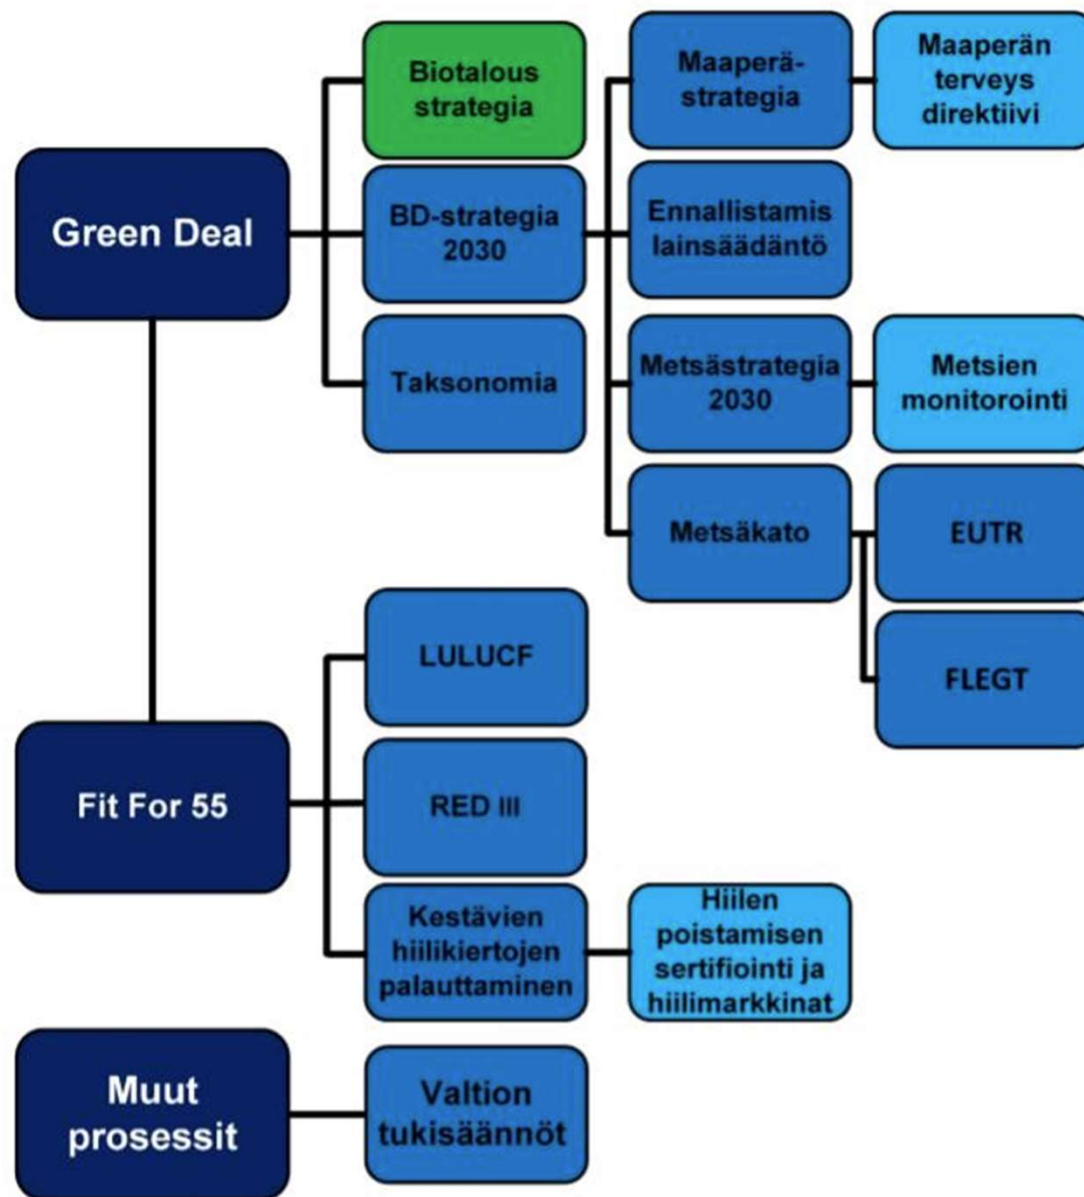 Biotalous
strategia
Maaperä-
strategia
Maaperän
terveys
direktiivi
Green Deal
BD-strategia
2030
Ennallistamis
lainsäädäntö
Taksonomia
Metsästrategia
2030
Metsien
monitorointi
Metsäkato
EUTR
FLEGT
LULUCF
Fit For 55
RED III
Kestävien
hiilikiertojen
palauttaminen
Hiilen
poistamisen
sertifiointi ja
hiilimarkkinat
Muut
prosessit
Valtion
tukisäännöt